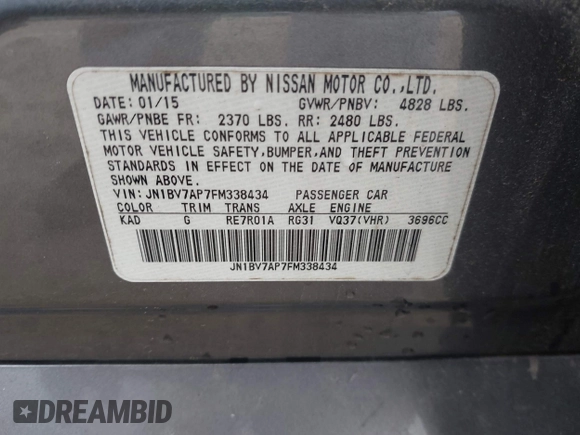 MANUFACTURED BY NISSAN MOTOR CO.,LTD.
DATE: 01/15 GVWR/PNBV: 4828 LBS.
GAWR/PNBE FR: 2370 LBS. RR: 2480 LBS.
THIS VEHICLE CONFORMS TO ALL APPLICABLE FEDERAL
MOTOR VEHICLE SAFETY,BUMPER,AND THEFT PREVENTION
STANDARDS IN EFFECT ON THE DATE OF MANUFACTURE
SHOWN ABOVE.
VIN: JN1BV7AP7FM338434 PASSENGER CAR
COLOR TRIM TRANS AXLE ENGINE
KAD G RE7R01A RG31 VQ37(VHR) 3696CC
JN1BV7AP7FM338434
DREAMBID